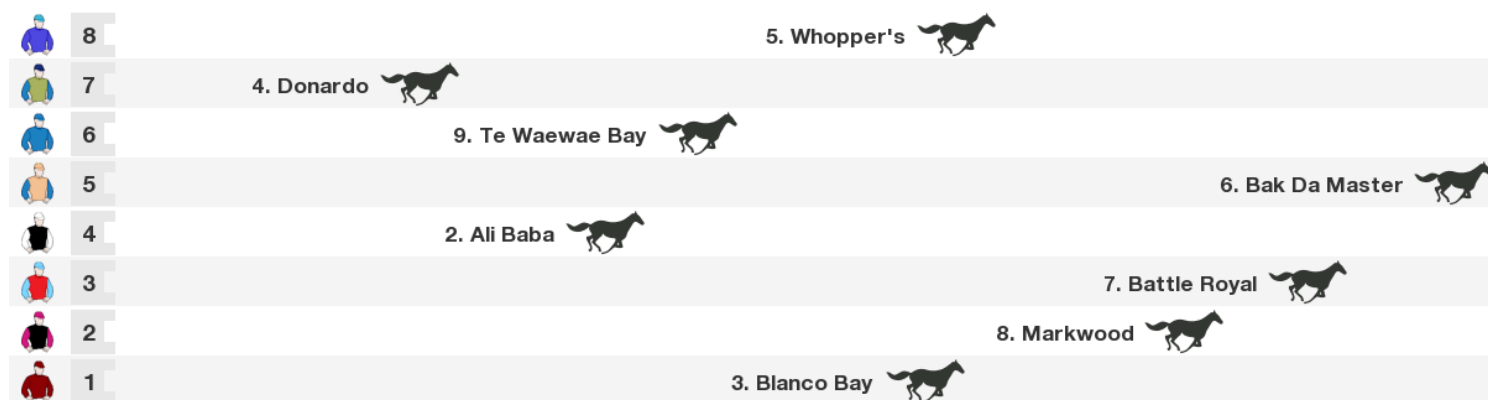 8 5. Whopper's
7 4. Donardo
6 9. Te Waewae Bay
5 6. Bak Da Master
4 2. Ali Baba
3 7. Battle Royal
2 8. Markwood
1 3. Blanco Bay